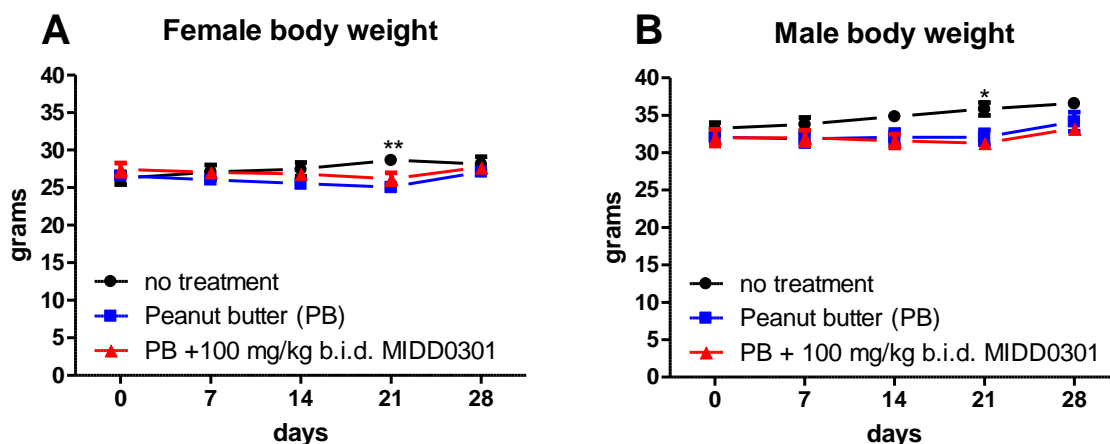 A
Female body weight
40
35
30
25
20
15
10
5
0
grams
**
no treatment
Peanut butter (PB)
PB +100 mg/kg b.i.d. MIDD0301
0 7 14 21 28
days
B
Male body weight
40
35
30
25
20
15
10
5
0
grams
*
no treatment
Peanut butter (PB)
PB + 100 mg/kg b.i.d. MIDD0301
0 7 14 21 28
days